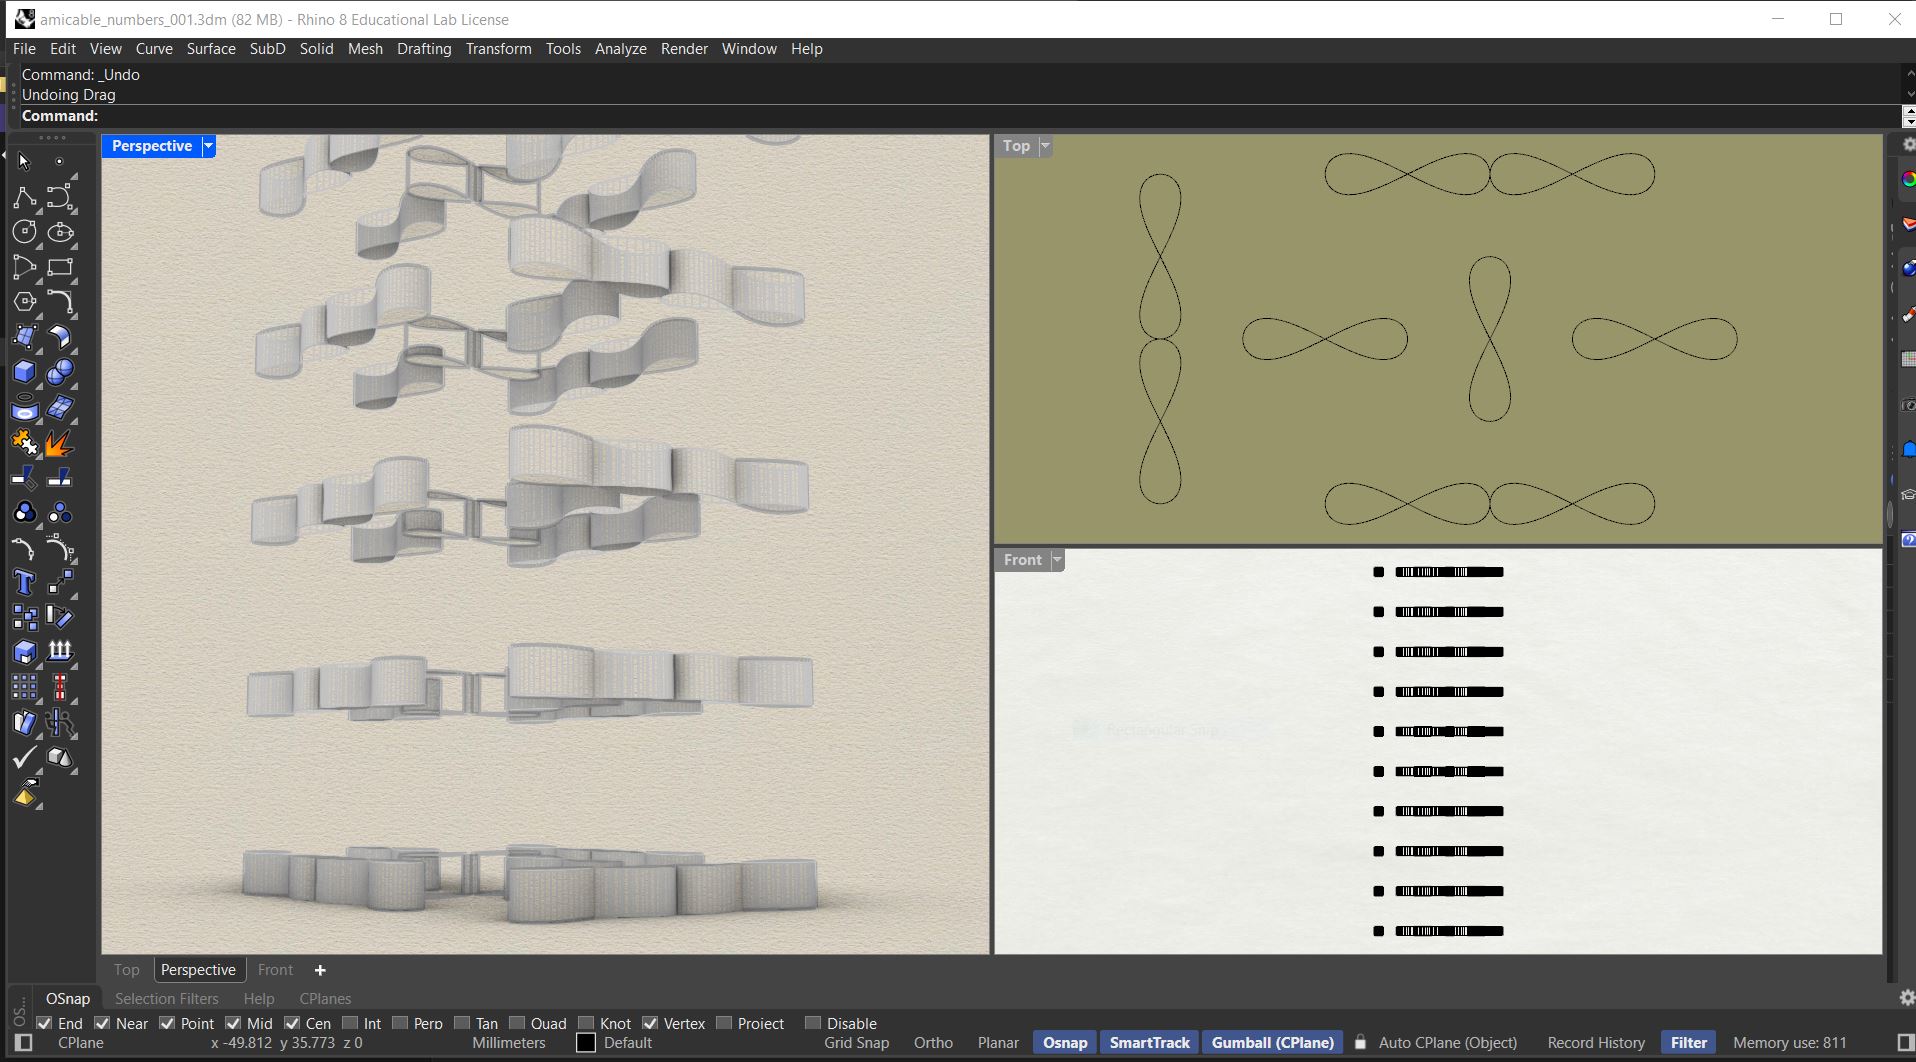 amicable_numbers_001.3dm (82 MB) - Rhino 8 Educational Lab License
File Edit View Curve Surface SubD Solid Mesh Drafting Transform Tools Analyze Render Window Help
Command: _Undo
Undoing Drag
Command:
Perspective
Top
Front
Rectangular Snip
Top Perspective Front +
OSnap Selection Filters Help CPlanes
OS...
End Near Point Mid Cen Int Perp Tan Quad Knot Vertex Project Disable
CPlane x -49.812 y 35.773 z 0 Millimeters Default Grid Snap Ortho Planar Osnap SmartTrack Gumball (CPlane) Auto CPlane (Object) Record History Filter Memory use: 811